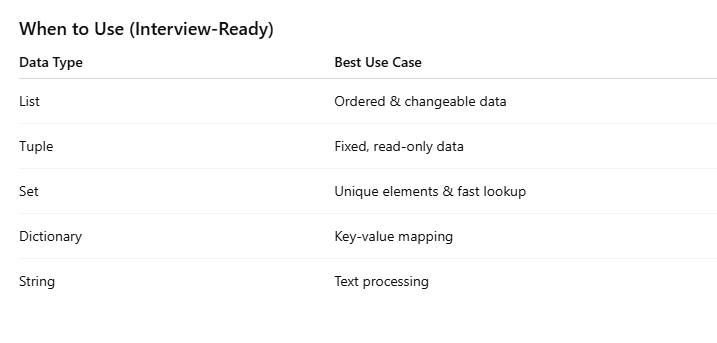 When to Use (Interview-Ready)
Data Type Best Use Case
List Ordered & changeable data
Tuple Fixed, read-only data
Set Unique elements & fast lookup
Dictionary Key-value mapping
String Text processing